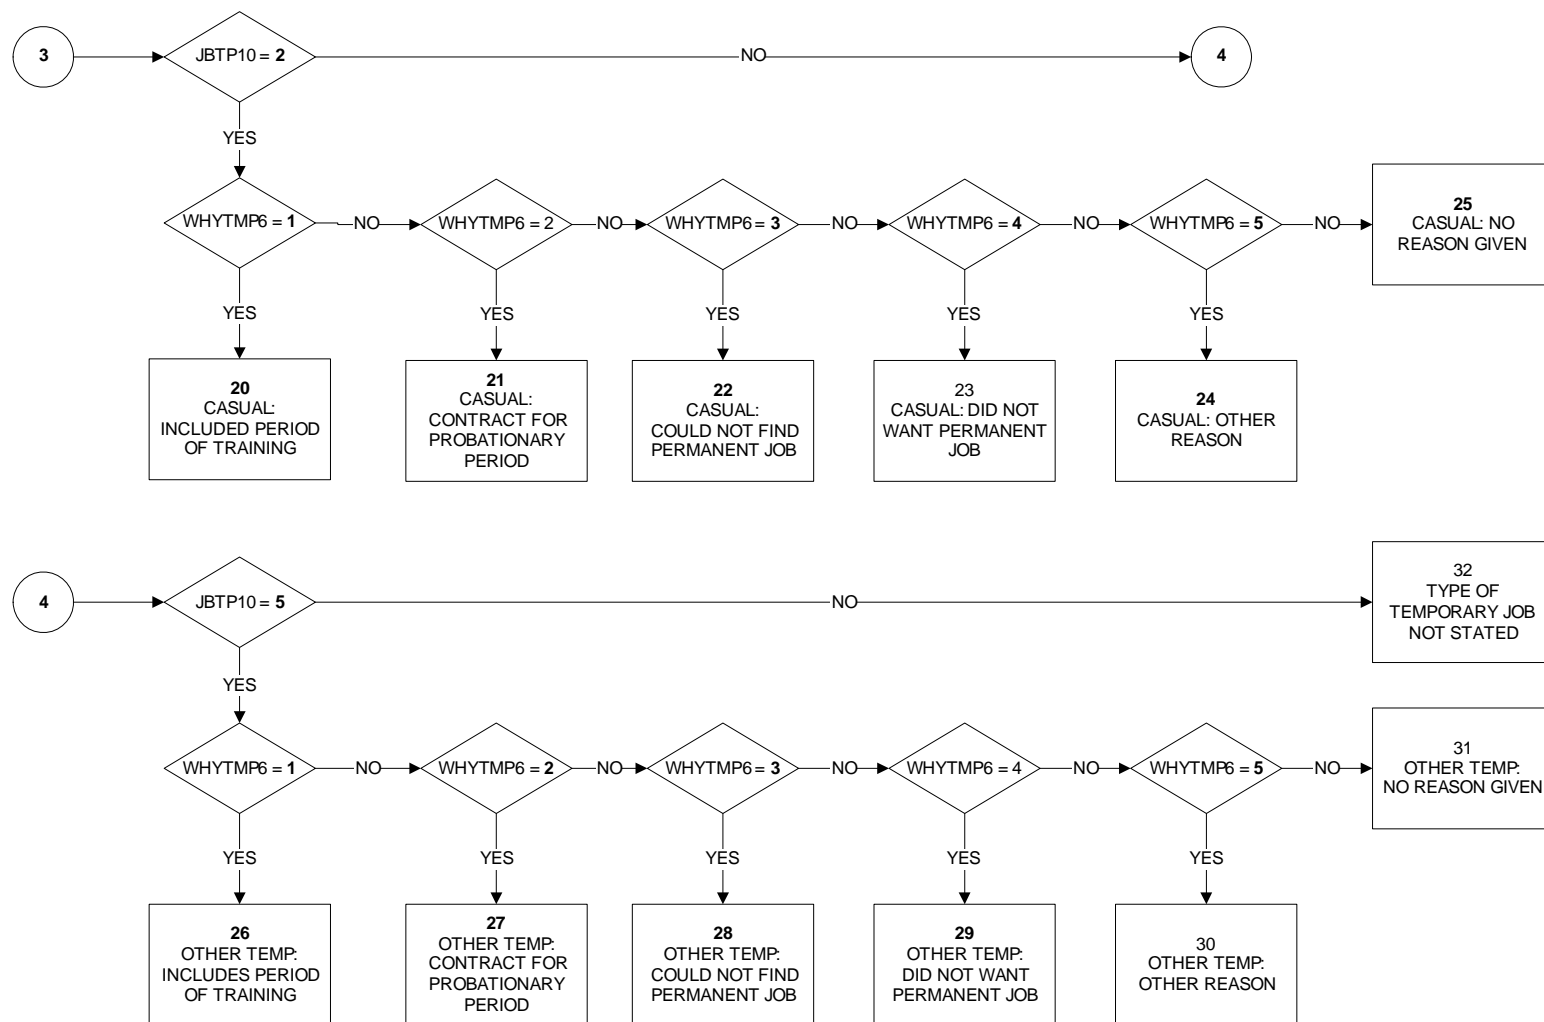 3
JBTP10 = 2
NO
4
YES
WHYTMP6 = 1
NO
WHYTMP6 = 2
NO
WHYTMP6 = 3
NO
WHYTMP6 = 4
NO
WHYTMP6 = 5
NO
25
CASUAL: NO
REASON GIVEN
YES
YES
YES
YES
YES
20
CASUAL:
INCLUDED PERIOD
OF TRAINING
21
CASUAL:
CONTRACT FOR
PROBATIONARY
PERIOD
22
CASUAL:
COULD NOT FIND
PERMANENT JOB
23
CASUAL: DID NOT
WANT PERMANENT
JOB
24
CASUAL: OTHER
REASON
4
JBTP10 = 5
NO
32
TYPE OF
TEMPORARY JOB
NOT STATED
YES
WHYTMP6 = 1
NO
WHYTMP6 = 2
NO
WHYTMP6 = 3
NO
WHYTMP6 = 4
NO
WHYTMP6 = 5
NO
31
OTHER TEMP:
NO REASON GIVEN
YES
YES
YES
YES
YES
26
OTHER TEMP:
INCLUDES PERIOD
OF TRAINING
27
OTHER TEMP:
CONTRACT FOR
PROBATIONARY
PERIOD
28
OTHER TEMP:
COULD NOT FIND
PERMANENT JOB
29
OTHER TEMP:
DID NOT WANT
PERMANENT JOB
30
OTHER TEMP:
OTHER REASON